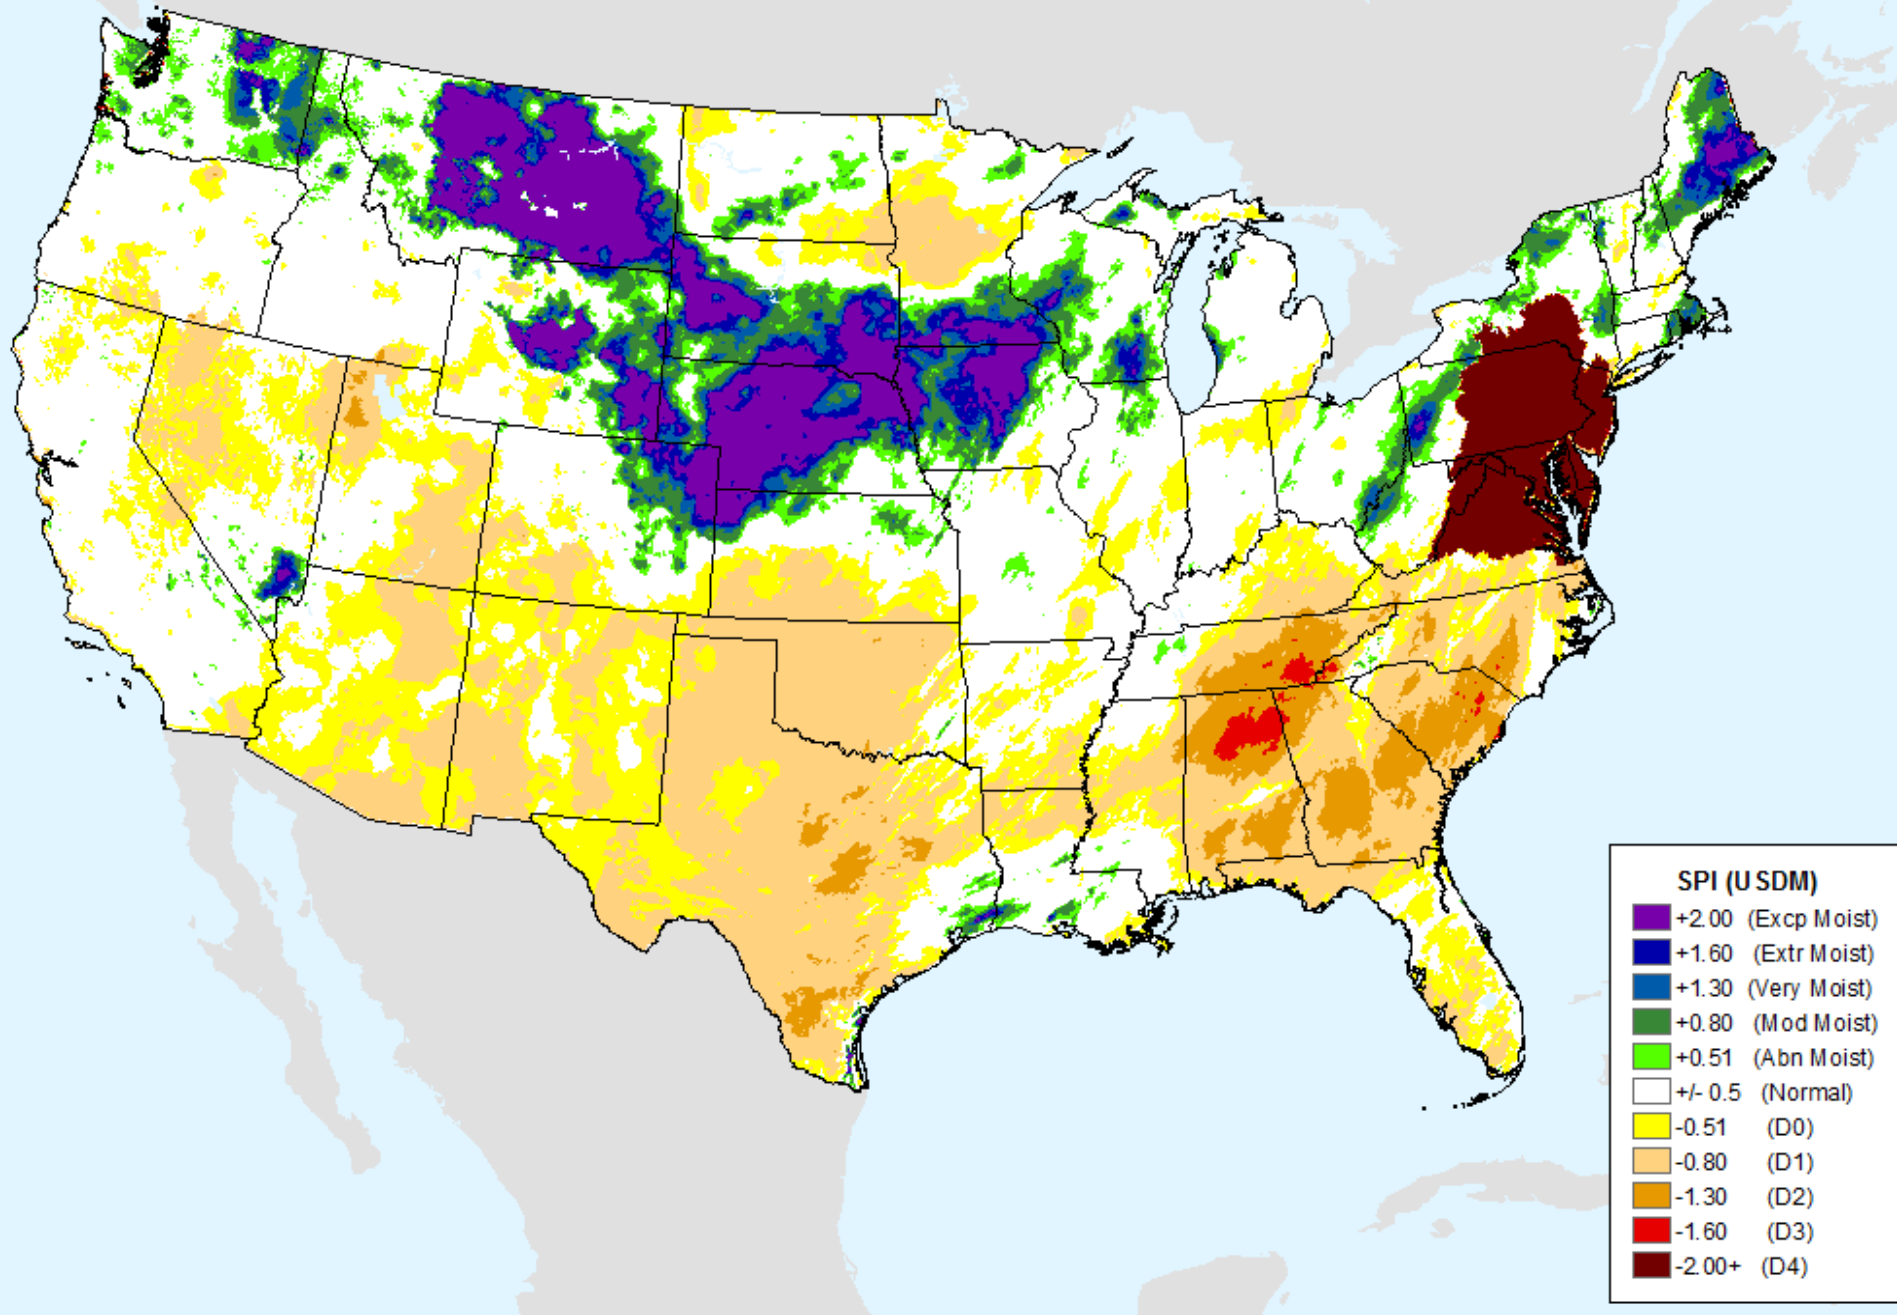 SPI (USDM)
+2.00 (Excp Moist)
+1.60 (Extr Moist)
+1.30 (Very Moist)
+0.80 (Mod Moist)
+0.51 (Abn Moist)
+/- 0.5 (Normal)
-0.51 (D0)
-0.80 (D1)
-1.30 (D2)
-1.60 (D3)
-2.00+ (D4)